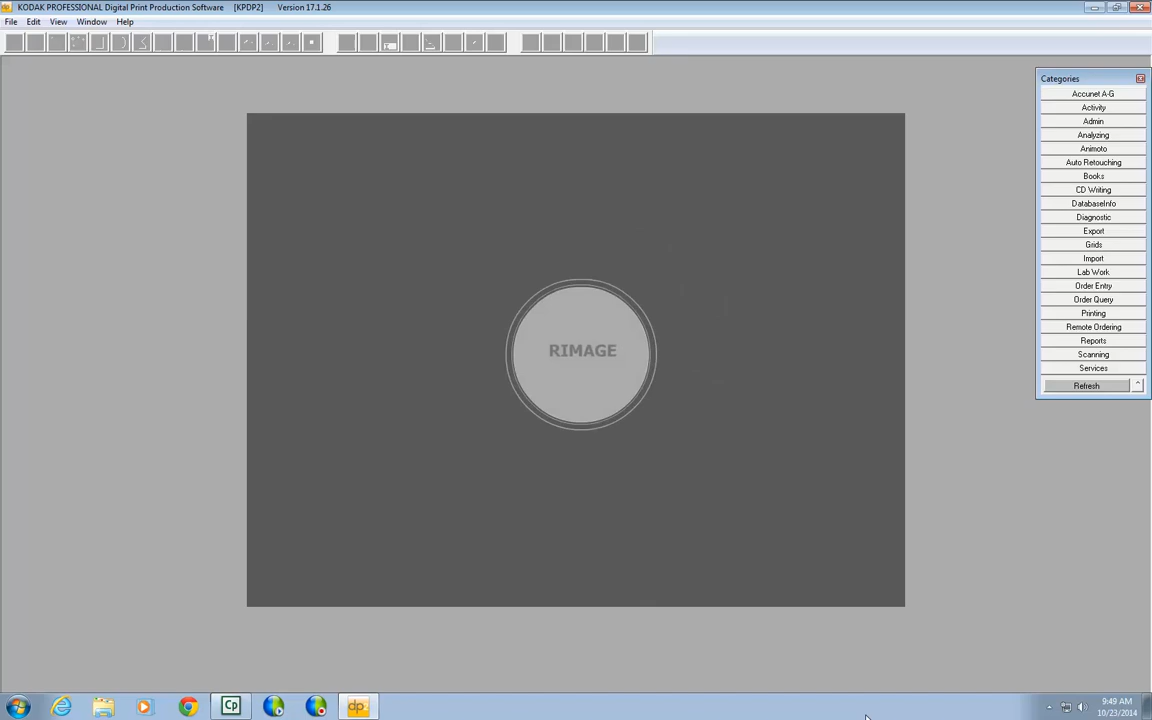 KODAK PROFESSIONAL Digital Print Production Software [KPDP2] Version 17.1.26
File Edit View Window Help
Categories
Accunet A-G
Activity
Admin
Analyzing
Animoto
Auto Retouching
Books
CD Writing
DatabaseInfo
Diagnostic
Export
Grids
Import
Lab Work
Order Entry
Order Query
Printing
Remote Ordering
Reports
Scanning
Services
Refresh
RIMAGE
Cp
dp
9:49 AM
10/23/2014